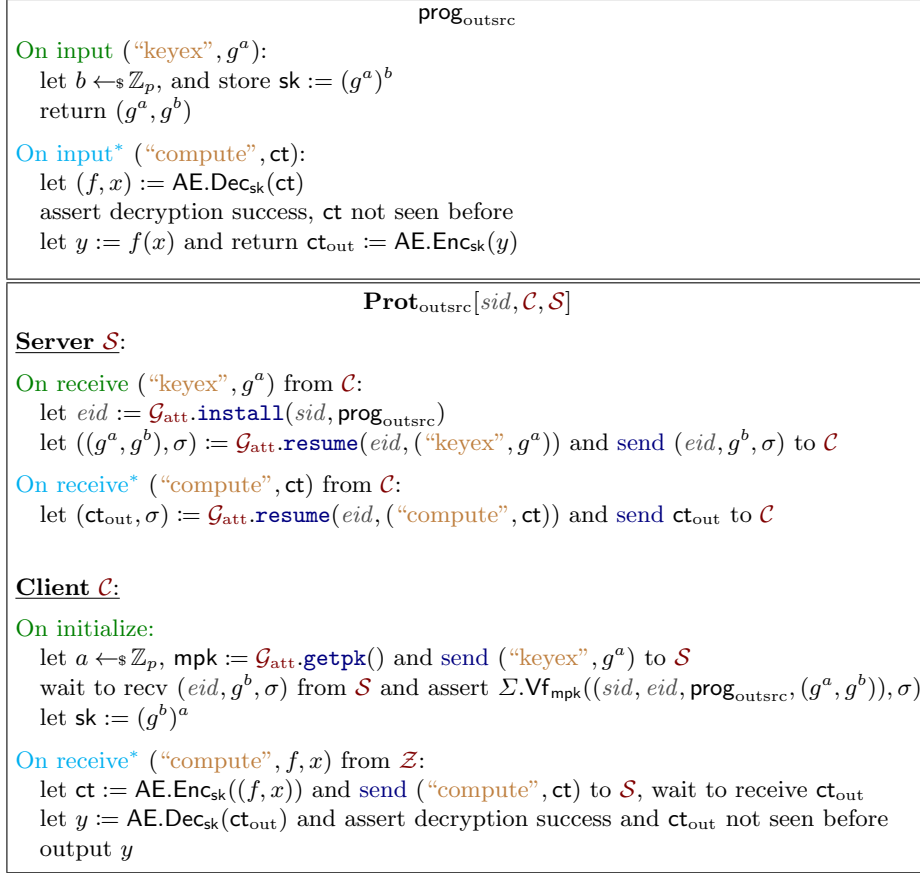 prog_outsrc
On input ("keyex", g^a):
let b ←$ ℤ_p, and store sk := (g^a)^b
return (g^a, g^b)
On input* ("compute", ct):
let (f, x) := AE.Dec_sk(ct)
assert decryption success, ct not seen before
let y := f(x) and return ct_out := AE.Enc_sk(y)
Prot_outsrc[sid, 𝒞, 𝒮]
Server 𝒮:
On receive ("keyex", g^a) from 𝒞:
let eid := 𝒢_att.install(sid, prog_outsrc)
let ((g^a, g^b), σ) := 𝒢_att.resume(eid, ("keyex", g^a)) and send (eid, g^b, σ) to 𝒞
On receive* ("compute", ct) from 𝒞:
let (ct_out, σ) := 𝒢_att.resume(eid, ("compute", ct)) and send ct_out to 𝒞
Client 𝒞:
On initialize:
let a ←$ ℤ_p, mpk := 𝒢_att.getpk() and send ("keyex", g^a) to 𝒮
wait to recv (eid, g^b, σ) from 𝒮 and assert Σ.Vf_mpk((sid, eid, prog_outsrc, (g^a, g^b)), σ)
let sk := (g^b)^a
On receive* ("compute", f, x) from 𝒵:
let ct := AE.Enc_sk((f, x)) and send ("compute", ct) to 𝒮, wait to receive ct_out
let y := AE.Dec_sk(ct_out) and assert decryption success and ct_out not seen before
output y